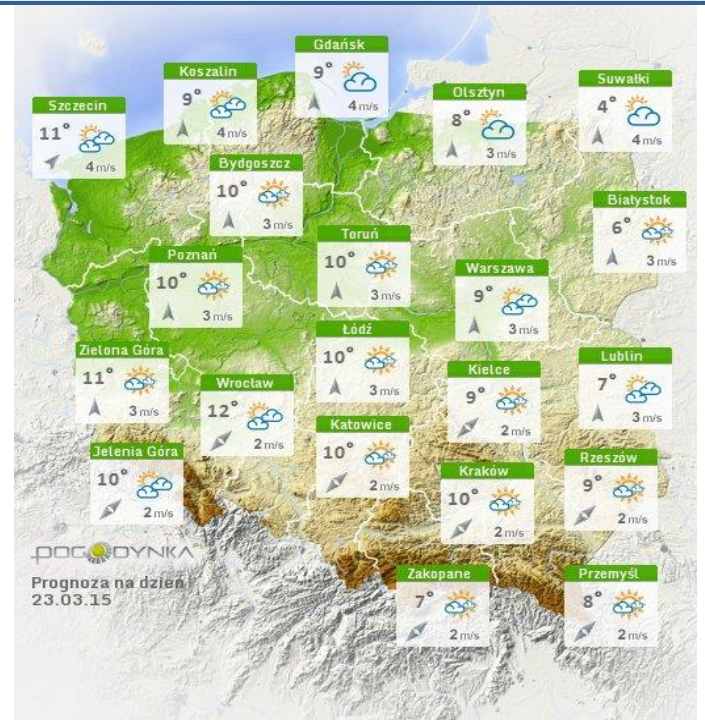 Gdańsk
9°
4 m/s
Koszalin
9°
4 m/s
Suwałki
4°
4 m/s
Olsztyn
8°
3 m/s
Szczecin
11°
4 m/s
Bydgoszcz
10°
3 m/s
Białystok
6°
3 m/s
Toruń
10°
3 m/s
Poznań
10°
3 m/s
Warszawa
9°
3 m/s
Łódź
10°
3 m/s
Zielona Góra
11°
3 m/s
Lublin
7°
3 m/s
Kielce
9°
2 m/s
Wrocław
12°
2 m/s
Katowice
10°
2 m/s
Jelenia Góra
10°
2 m/s
Rzeszów
9°
2 m/s
Kraków
10°
2 m/s
POGODYNKA
Prognoza na dzień
23.03.15
Zakopane
7°
2 m/s
Przemyśl
8°
2 m/s